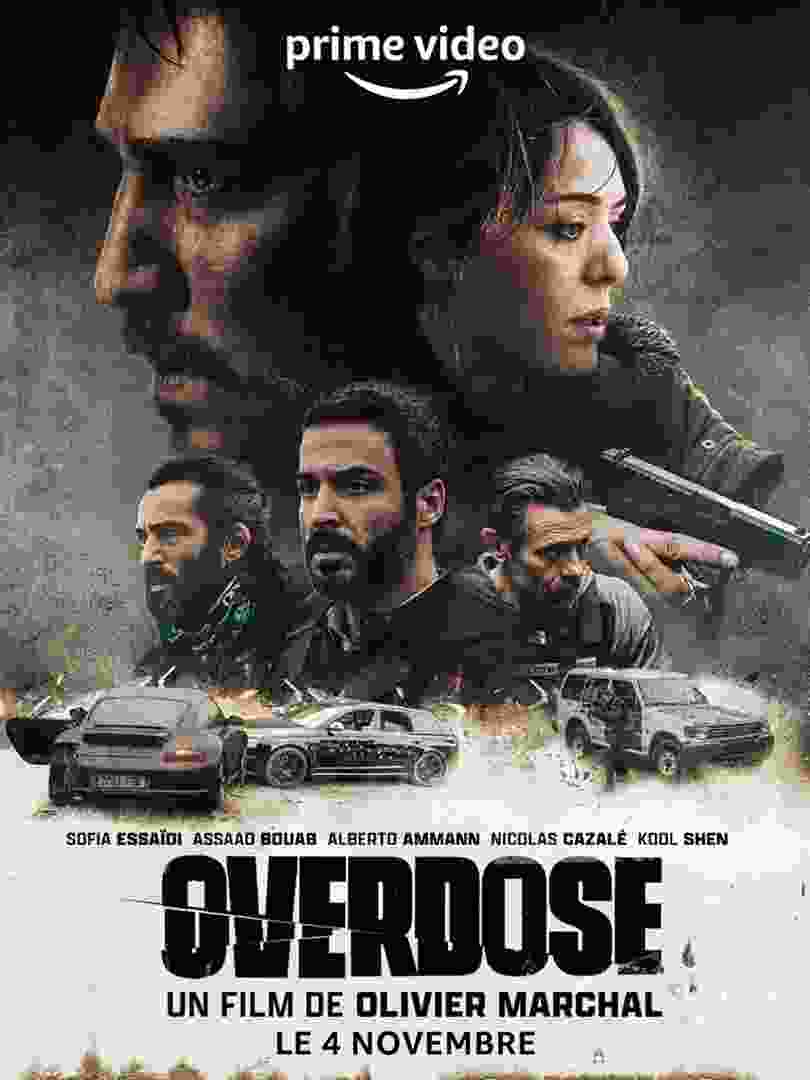 prime video
SOFIA ESSAÏDI ASSAAD BOUAB ALBERTO AMMANN NICOLAS CAZALÉ KOOL SHEN
OVERDOSE
UN FILM DE OLIVIER MARCHAL
LE 4 NOVEMBRE